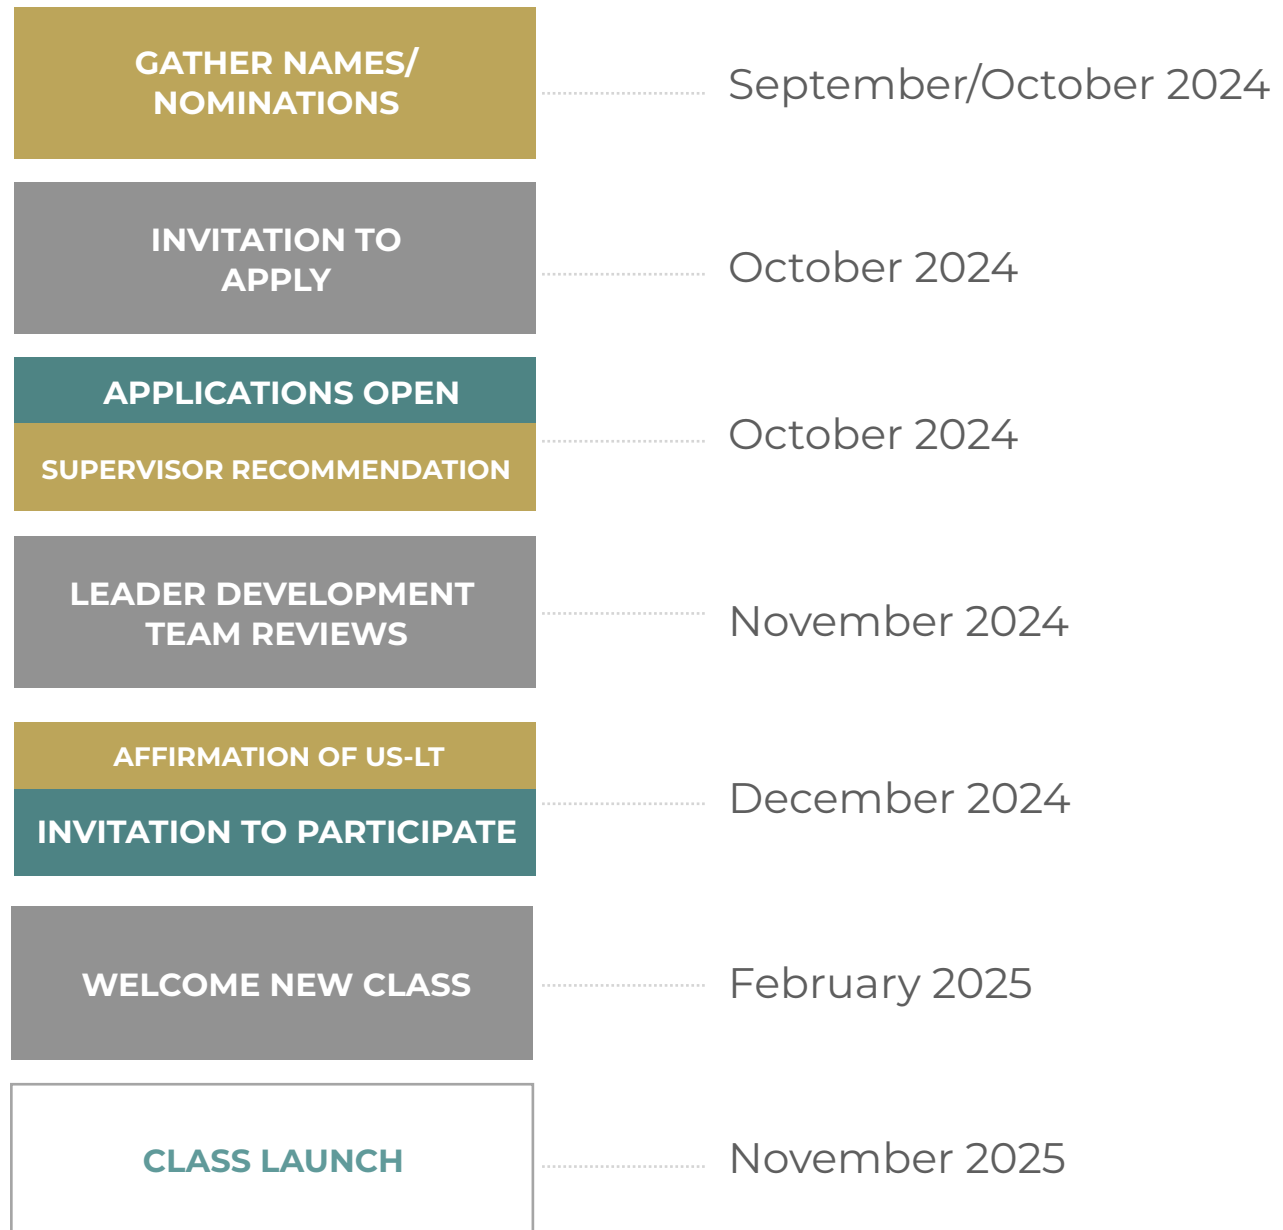 GATHER NAMES/
NOMINATIONS
September/October 2024
INVITATION TO
APPLY
October 2024
APPLICATIONS OPEN
SUPERVISOR RECOMMENDATION
October 2024
LEADER DEVELOPMENT
TEAM REVIEWS
November 2024
AFFIRMATION OF US-LT
INVITATION TO PARTICIPATE
December 2024
WELCOME NEW CLASS
February 2025
CLASS LAUNCH
November 2025